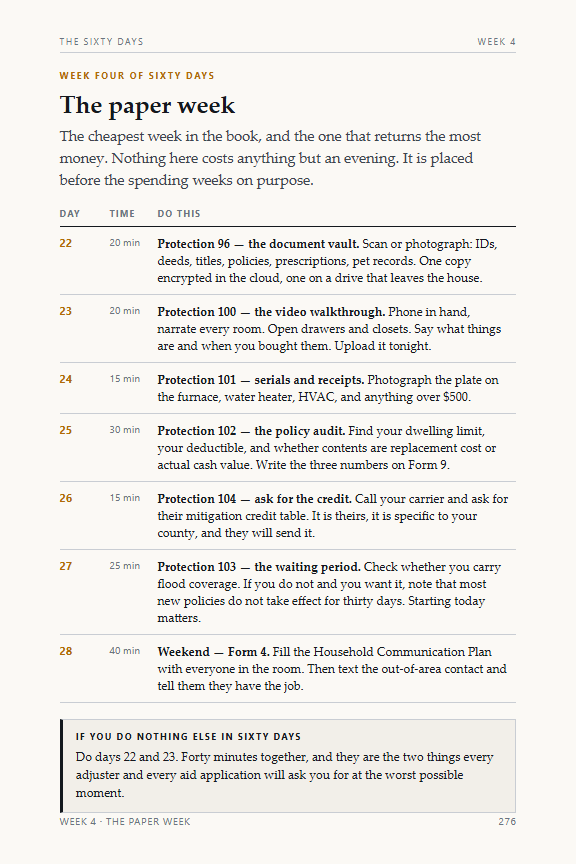 THE SIXTY DAYS WEEK 4
WEEK FOUR OF SIXTY DAYS
The paper week
The cheapest week in the book, and the one that returns the most
money. Nothing here costs anything but an evening. It is placed
before the spending weeks on purpose.
DAY TIME DO THIS
22 20 min Protection 96 — the document vault. Scan or photograph: IDs,
deeds, titles, policies, prescriptions, pet records. One copy
encrypted in the cloud, one on a drive that leaves the house.
23 20 min Protection 100 — the video walkthrough. Phone in hand,
narrate every room. Open drawers and closets. Say what things
are and when you bought them. Upload it tonight.
24 15 min Protection 101 — serials and receipts. Photograph the plate on
the furnace, water heater, HVAC, and anything over $500.
25 30 min Protection 102 — the policy audit. Find your dwelling limit,
your deductible, and whether contents are replacement cost or
actual cash value. Write the three numbers on Form 9.
26 15 min Protection 104 — ask for the credit. Call your carrier and ask for
their mitigation credit table. It is theirs, it is specific to your
county, and they will send it.
27 25 min Protection 103 — the waiting period. Check whether you carry
flood coverage. If you do not and you want it, note that most
new policies do not take effect for thirty days. Starting today
matters.
28 40 min Weekend — Form 4. Fill the Household Communication Plan
with everyone in the room. Then text the out-of-area contact and
tell them they have the job.
IF YOU DO NOTHING ELSE IN SIXTY DAYS
Do days 22 and 23. Forty minutes together, and they are the two things every
adjuster and every aid application will ask you for at the worst possible
moment.
WEEK 4 · THE PAPER WEEK 276